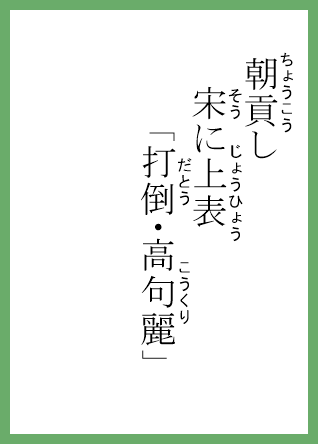 朝貢し
ちょうこう
宋に上表
そう じょうひょう
「打倒・高句麗」
だとう こうくり